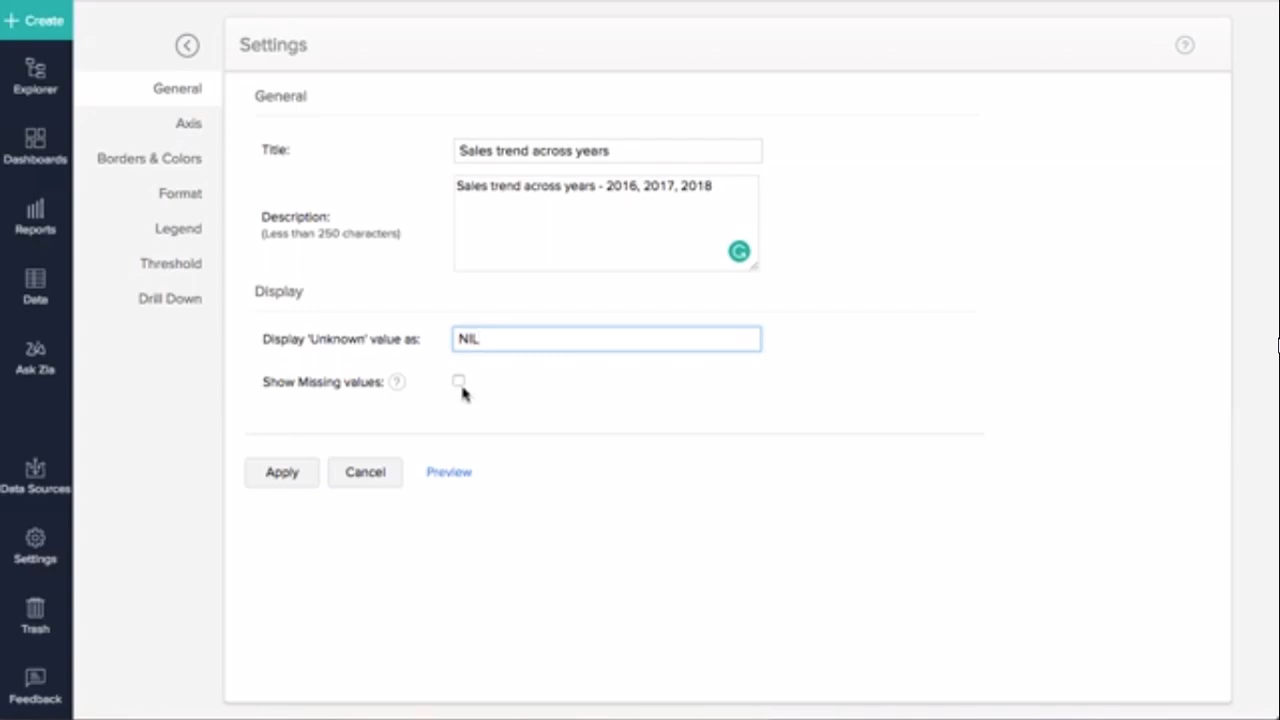 + Create
Explorer
Dashboards
Reports
Data
Ask Zia
Data Sources
Settings
Trash
Feedback
General
Axis
Borders & Colors
Format
Legend
Threshold
Drill Down
Settings
?
General
Title:
Sales trend across years
Description:
(Less than 250 characters)
Sales trend across years - 2016, 2017, 2018
Display
Display 'Unknown' value as:
NIL
Show Missing values: ?
Apply
Cancel
Preview